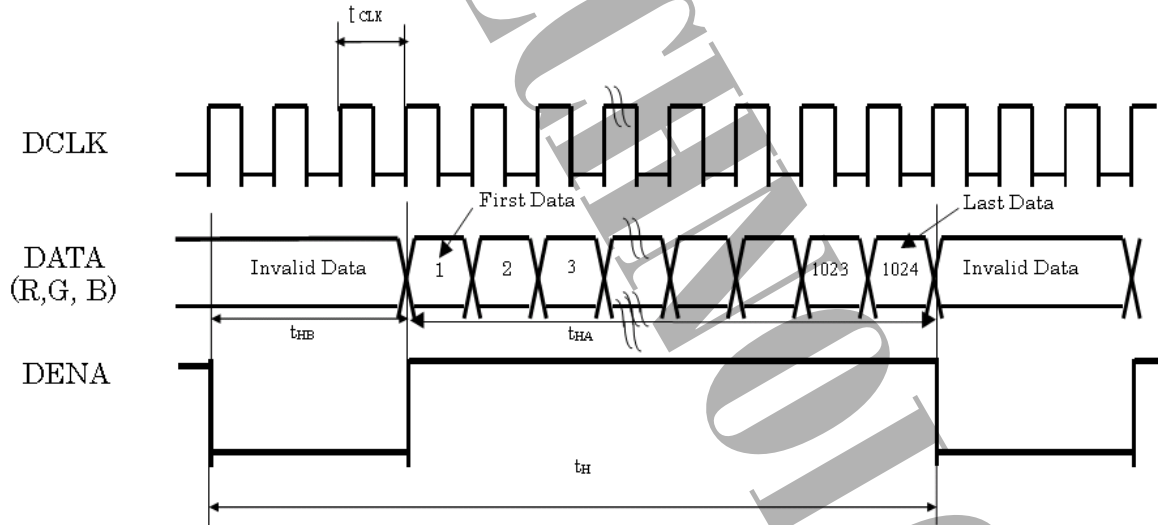 t CLK
DCLK
First Data
Last Data
DATA
(R,G, B)
Invalid Data
1
2
3
1023
1024
Invalid Data
tHB
tHA
DENA
tH